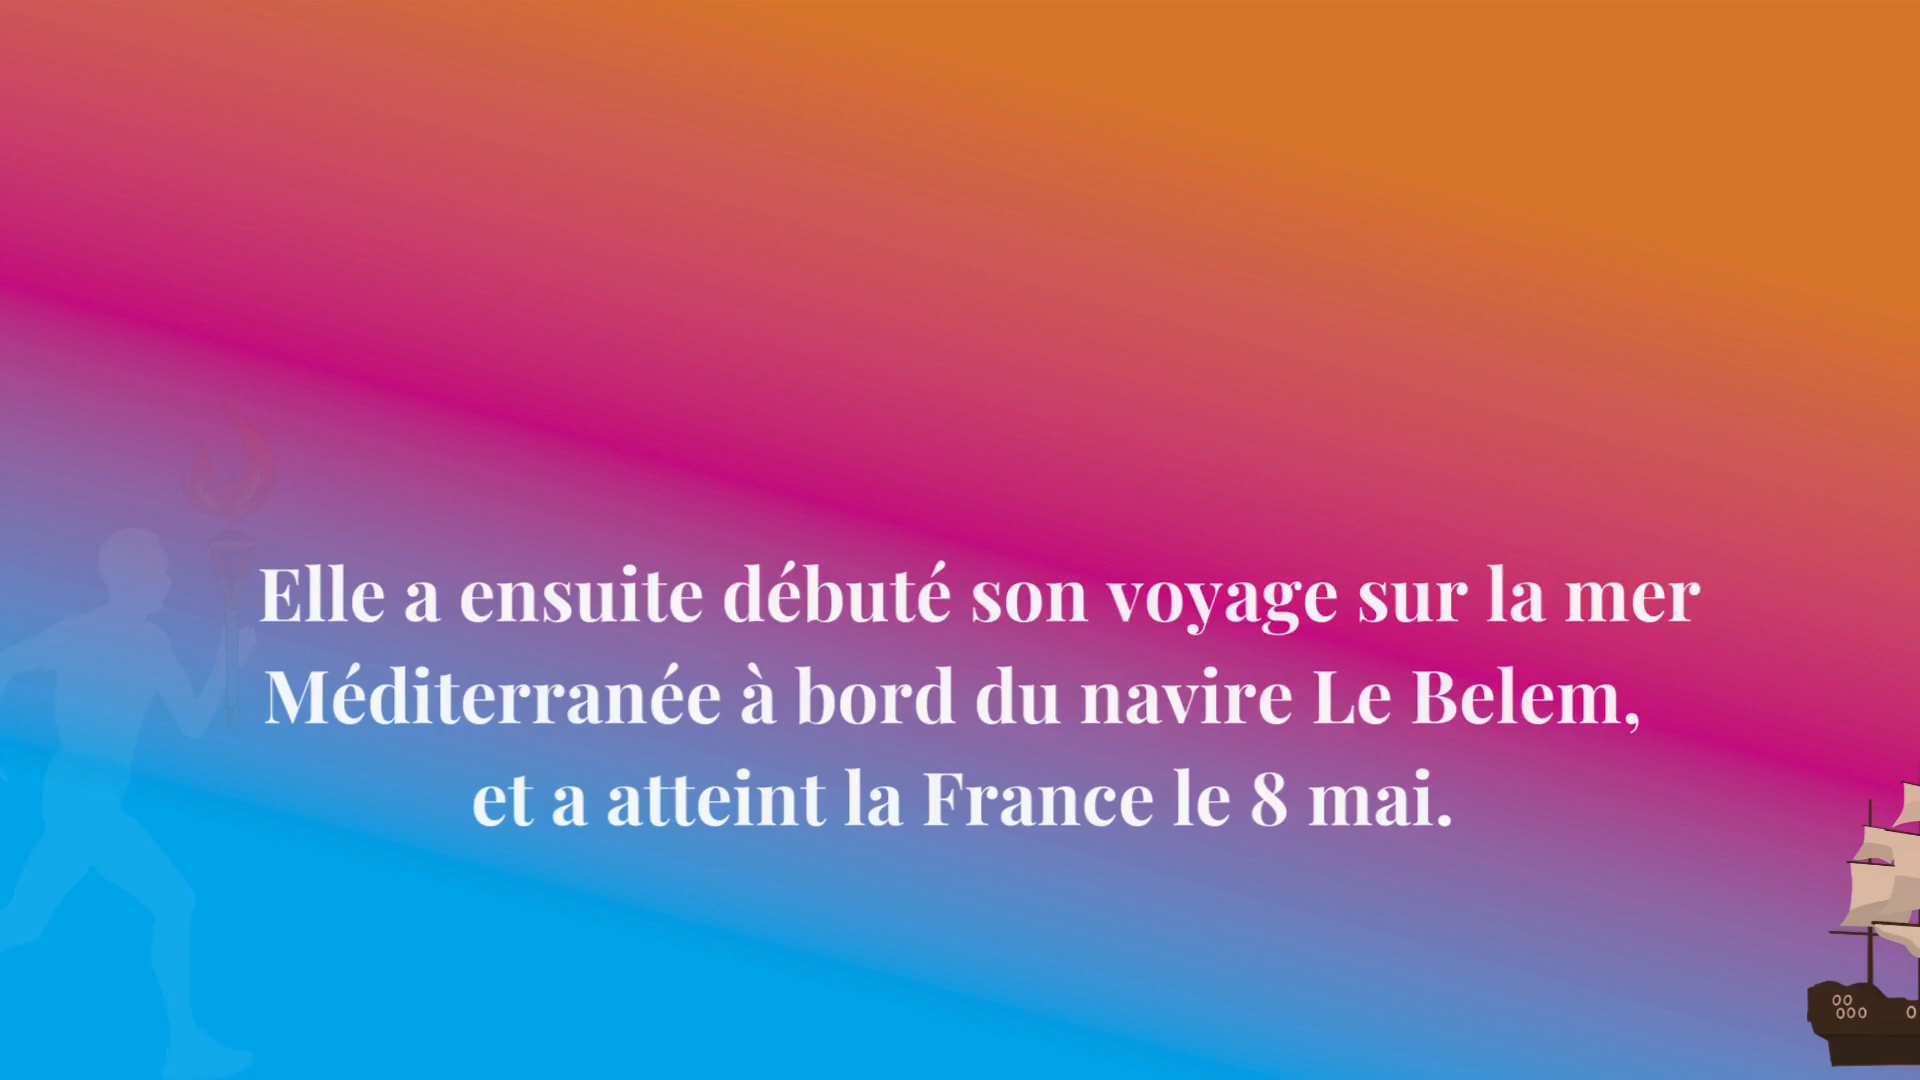 Elle a ensuite débuté son voyage sur la mer
Méditerranée à bord du navire Le Belem,
et a atteint la France le 8 mai.